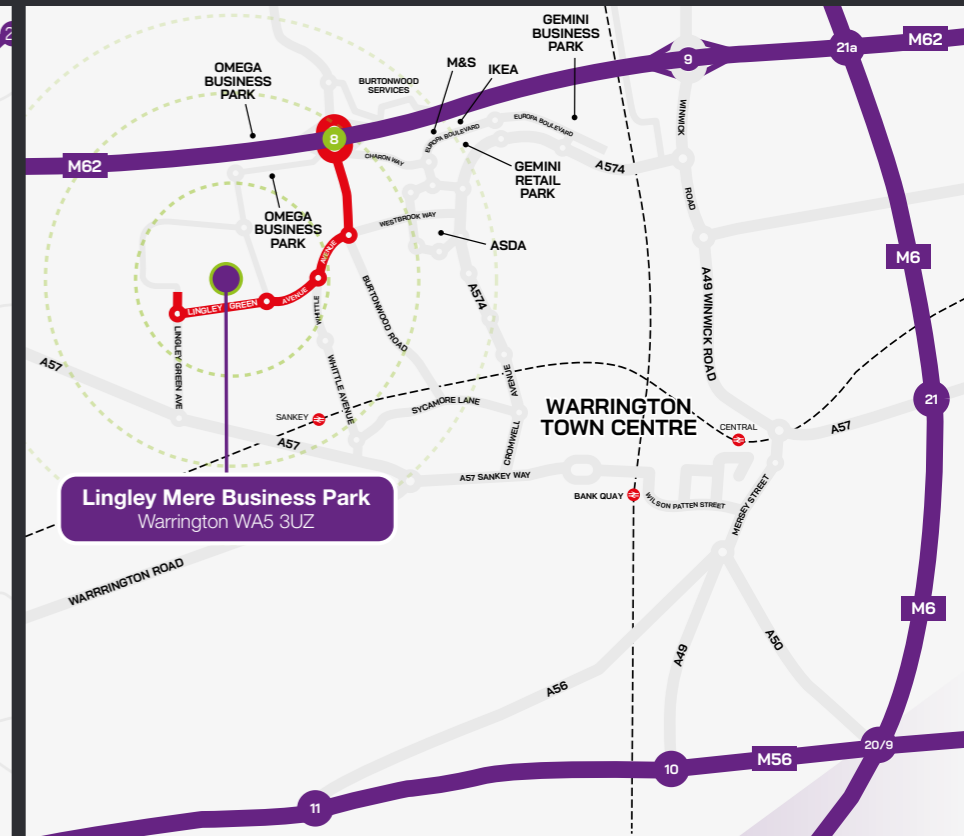 2
GEMINI
BUSINESS
PARK
M62
21a
9
M&S
IKEA
OMEGA
BUSINESS
PARK
BURTONWOOD
SERVICES
WINWICK
EUROPA BOULEVARD
EUROPA BOULEVARD
8
M62
CHARON WAY
A574
GEMINI
RETAIL
PARK
ROAD
OMEGA
BUSINESS
PARK
WESTBROOK WAY
ASDA
M6
AVENUE
AVENUE
LINGLEY GREEN
WHITTLE
BURTONWOOD ROAD
A574
A49 WINWICK ROAD
LINGLEY GREEN AVE
A57
WHITTLE AVENUE
AVENUE
SYCAMORE LANE
CROMWELL
SANKEY
A57
WARRINGTON
TOWN CENTRE
CENTRAL
A57
21
A57 SANKEY WAY
BANK QUAY
WILSON PATTEN STREET
MERSEY STREET
Lingley Mere Business Park
Warrington WA5 3UZ
WARRRINGTON ROAD
M6
A49
A50
A56
20/9
M56
10
11